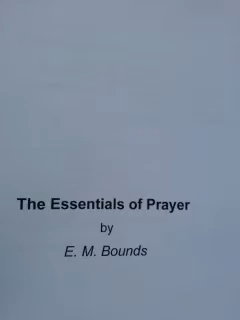 The Essentials of Prayer
by
E. M. Bounds